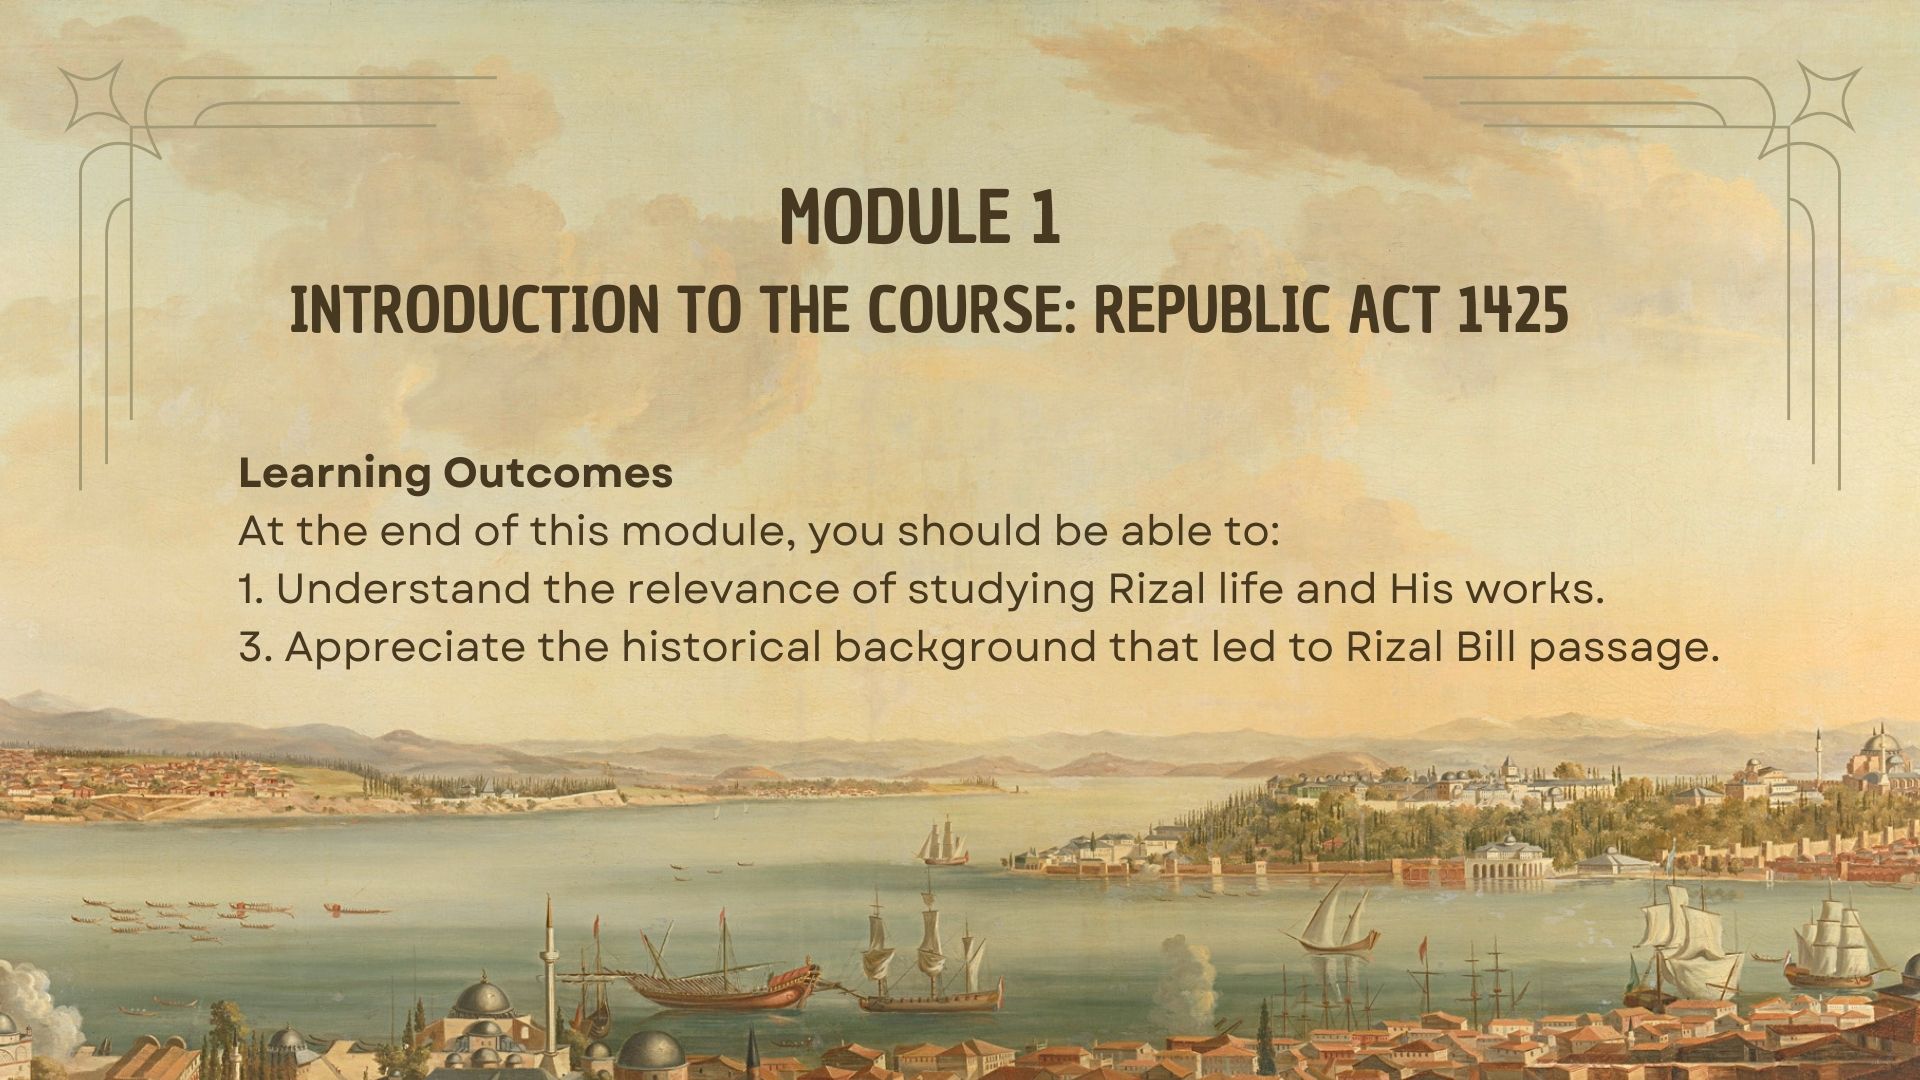 MODULE 1
INTRODUCTION TO THE COURSE: REPUBLIC ACT 1425
Learning Outcomes
At the end of this module, you should be able to:
1. Understand the relevance of studying Rizal life and His works.
3. Appreciate the historical background that led to Rizal Bill passage.